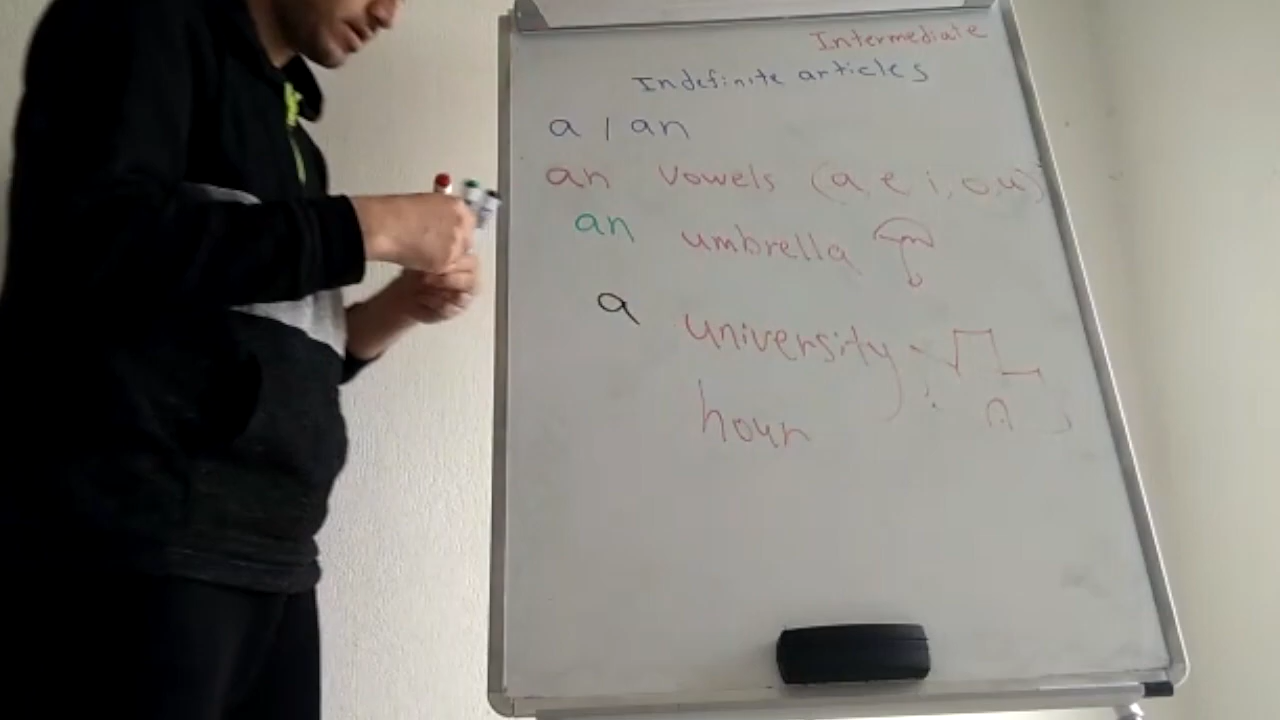 Intermediate
Indefinite articles
a / an
an vowels (a, e, i, o, u)
an umbrella
a university
hour